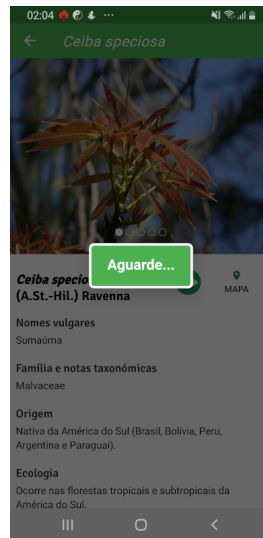 02:04
Ceiba speciosa
Aguarde...
Ceiba specio
(A.St.-Hil.) Ravenna
MAPA
Nomes vulgares
Sumaúma
Família e notas taxonómicas
Malvaceae
Origem
Nativa da América do Sul (Brasil, Bolívia, Peru,
Argentina e Paraguai).
Ecologia
Ocorre nas florestas tropicais e subtropicais da
América do Sul.